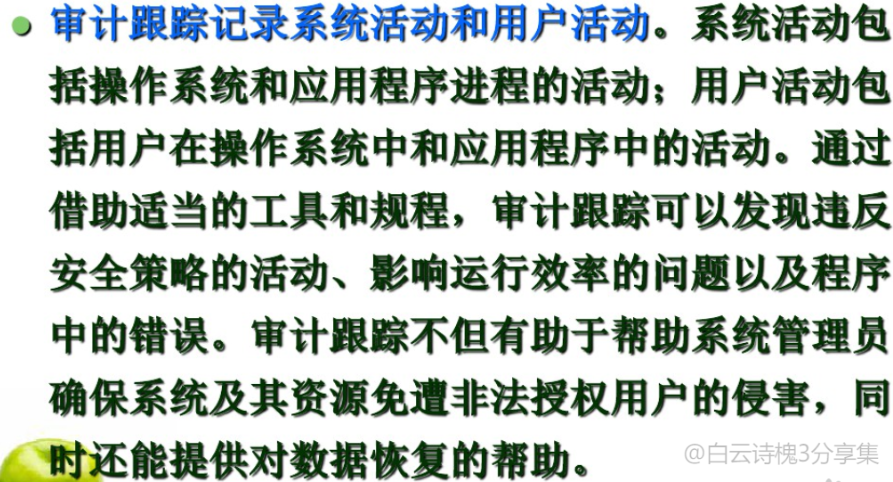 审计跟踪记录系统活动和用户活动。系统活动包
括操作系统和应用程序进程的活动；用户活动包
括用户在操作系统中和应用程序中的活动。通过
借助适当的工具和规程，审计跟踪可以发现违反
安全策略的活动、影响运行效率的问题以及程序
中的错误。审计跟踪不但有助于帮助系统管理员
确保系统及其资源免遭非法授权用户的侵害，同
时还能提供对数据恢复的帮助。
@白云诗槐3分享集